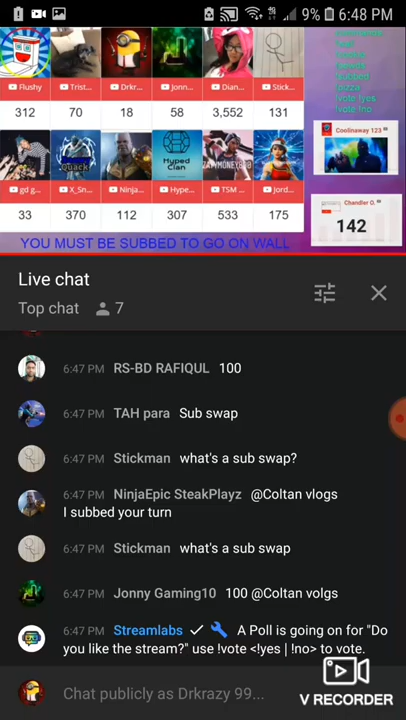 9% 6:48 PM
!vote !yes
!vote !no
Flushy Trist... Drkr... Jonn... Dian... Stick...
312 70 18 58 3,552 131
Coolinaway 123
gd g... X_Sn... Ninja... Hype... TSM ... Jord...
33 370 112 307 533 175
Chandler O.
142
YOU MUST BE SUBBED TO GO ON WALL
Live chat
Top chat 7
6:47 PM RS-BD RAFIQUL 100
6:47 PM TAH para Sub swap
6:47 PM Stickman what's a sub swap?
6:47 PM NinjaEpic SteakPlayz @Coltan vlogs
I subbed your turn
6:47 PM Stickman what's a sub swap
6:47 PM Jonny Gaming10 100 @Coltan volgs
6:47 PM Streamlabs A Poll is going on for "Do
you like the stream?" use !vote <!yes | !no> to vote.
Chat publicly as Drkrazy 99...
V RECORDER